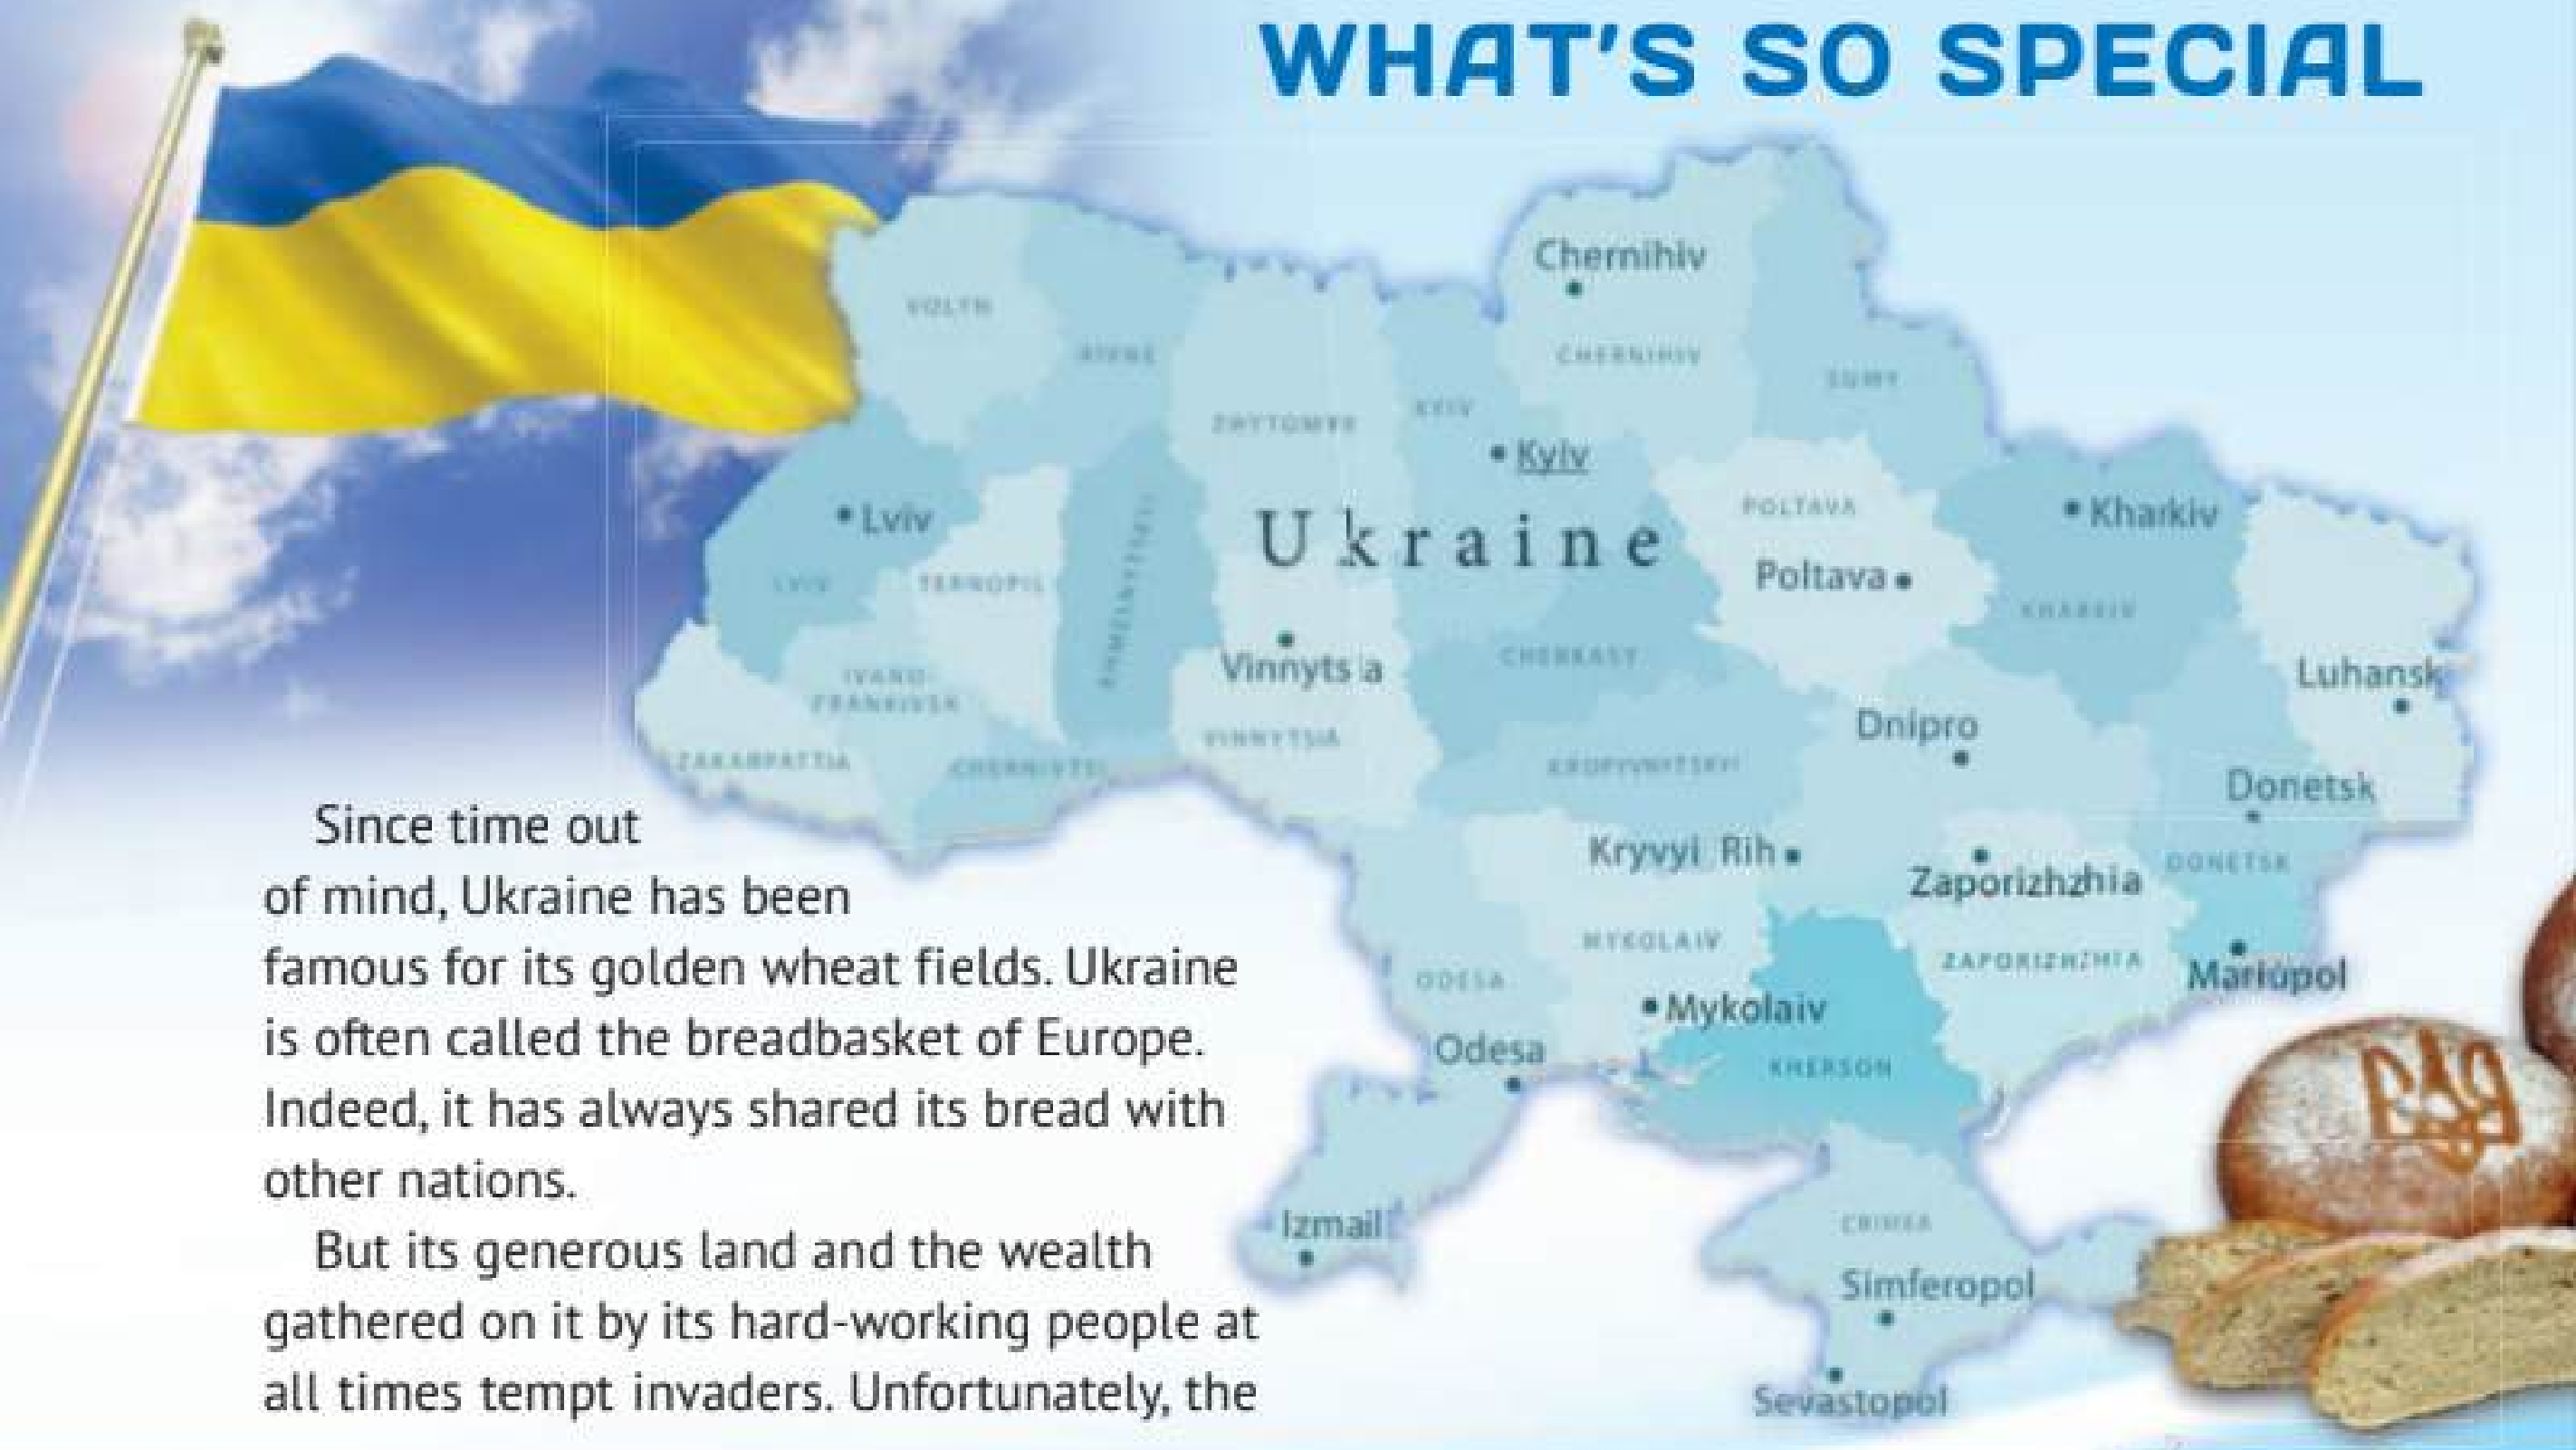 WHAT'S SO SPECIAL
Chernihiv
VOLYN
RIVNE
CHERNIHIV
SUMY
ZHYTOMYR
KYIV
Kyiv
Lviv
POLTAVA
Kharkiv
Ukraine
LVIV
TERNOPIL
KHMELNYTSKYI
Poltava
KHARKIV
Vinnytsia
CHERKASY
Luhansk
IVANO-
FRANKIVSK
Dnipro
VINNYTSIA
ZAKARPATTIA
CHERNIVTSI
KROPYVNYTSKYI
Donetsk
Kryvyi Rih
Zaporizhzhia
DONETSK
MYKOLAIV
ZAPORIZHZHIA
ODESA
Mariupol
Mykolaiv
Odesa
KHERSON
Izmail
CRIMEA
Simferopol
Sevastopol
Since time out
of mind, Ukraine has been
famous for its golden wheat fields. Ukraine
is often called the breadbasket of Europe.
Indeed, it has always shared its bread with
other nations.
But its generous land and the wealth
gathered on it by its hard-working people at
all times tempt invaders. Unfortunately, the